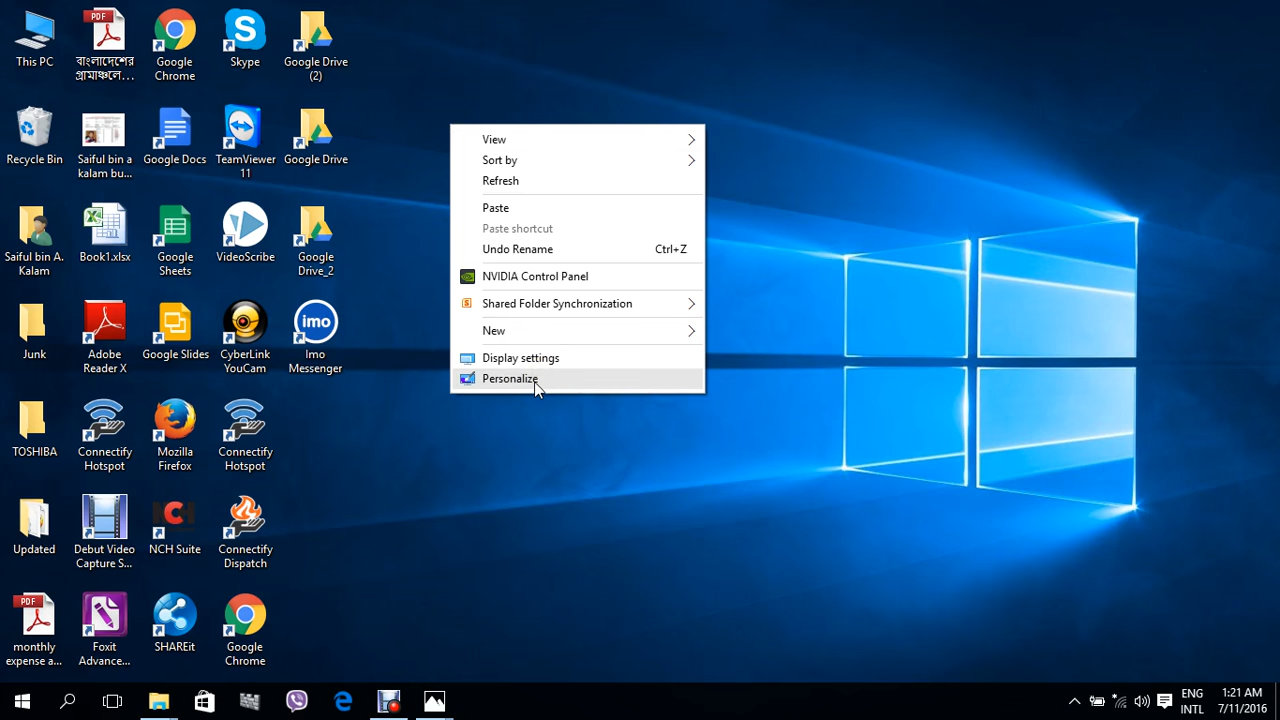 This PC
বাংলাদেশের
গ্রামাঞ্চলে...
Google
Chrome
Skype
Google Drive
(2)
Recycle Bin
Saiful bin a
kalam bu...
Google Docs
TeamViewer
11
Google Drive
Saiful bin A.
Kalam
Book1.xlsx
Google
Sheets
VideoScribe
Google
Drive_2
Junk
Adobe
Reader X
Google Slides
CyberLink
YouCam
imo
Imo
Messenger
TOSHIBA
Connectify
Hotspot
Mozilla
Firefox
Connectify
Hotspot
Updated
Debut Video
Capture S...
NCH
NCH Suite
Connectify
Dispatch
PDF
monthly
expense a...
Foxit
Advance...
SHAREit
Google
Chrome
View
Sort by
Refresh
Paste
Paste shortcut
Undo Rename Ctrl+Z
NVIDIA Control Panel
Shared Folder Synchronization
New
Display settings
Personalize
ENG
INTL
1:21 AM
7/11/2016